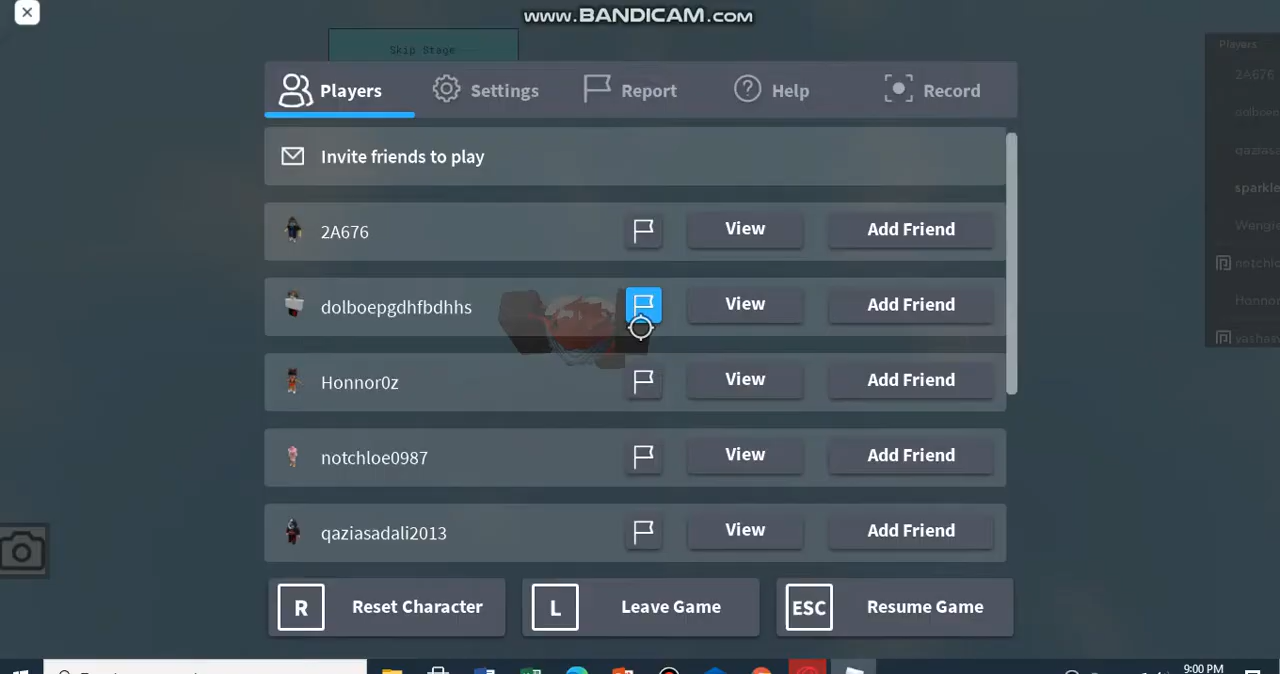 www.BANDICAM.com
Skip Stage
Players Settings Report Help Record
Players
Invite friends to play
2A676
2A676 View Add Friend
dolboepgdhfbdhhs View Add Friend
sparkle
Honnor0z View Add Friend
notchloe0987 View Add Friend
qaziasadali2013 View Add Friend
R Reset Character L Leave Game ESC Resume Game
9:00 PM